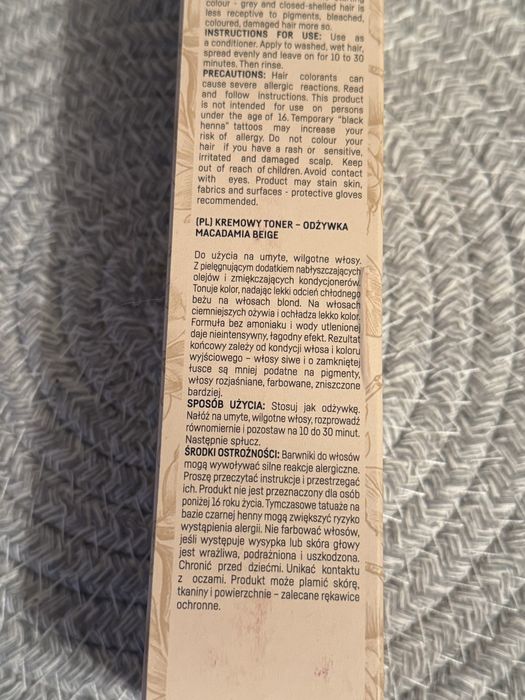 colour - grey and closed-shelled hair is
less receptive to pigments, bleached,
coloured, damaged hair more so.
INSTRUCTIONS FOR USE: Use as
a conditioner. Apply to washed, wet hair,
spread evenly and leave on for 10 to 30
minutes. Then rinse.
PRECAUTIONS: Hair colorants can
cause severe allergic reactions. Read
and follow instructions. This product
is not intended for use on persons
under the age of 16. Temporary "black
henna" tattoos may increase your
risk of allergy. Do not colour your
hair if you have a rash or sensitive,
irritated and damaged scalp. Keep
out of reach of children. Avoid contact
with eyes. Product may stain skin,
fabrics and surfaces - protective gloves
recommended.
(PL) KREMOWY TONER – ODŻYWKA
MACADAMIA BEIGE
Do użycia na umyte, wilgotne włosy.
Z pielęgnującym dodatkiem nabłyszczających
olejów i zmiękczających kondycjonerów.
Tonuje kolor, nadając lekki odcień chłodnego
beżu na włosach blond. Na włosach
ciemniejszych ożywia i ochładza lekko kolor.
Formuła bez amoniaku i wody utlenionej
daje nieintensywny, łagodny efekt. Rezultat
końcowy zależy od kondycji włosa i koloru
wyjściowego – włosy siwe i o zamkniętej
łusce są mniej podatne na pigmenty,
włosy rozjaśniane, farbowane, zniszczone
bardziej.
SPOSÓB UŻYCIA: Stosuj jak odżywkę.
Nałóż na umyte, wilgotne włosy, rozprowadź
równomiernie i pozostaw na 10 do 30 minut.
Następnie spłucz.
ŚRODKI OSTROŻNOŚCI: Barwniki do włosów
mogą wywoływać silne reakcje alergiczne.
Proszę przeczytać instrukcje i przestrzegać
ich. Produkt nie jest przeznaczony dla osób
poniżej 16 roku życia. Tymczasowe tatuaże na
bazie czarnej henny mogą zwiększyć ryzyko
wystąpienia alergii. Nie farbować włosów,
jeśli występuje wysypka lub skóra głowy
jest wrażliwa, podrażniona i uszkodzona.
Chronić przed dziećmi. Unikać kontaktu
z oczami. Produkt może plamić skórę,
tkaniny i powierzchnie – zalecane rękawice
ochronne.